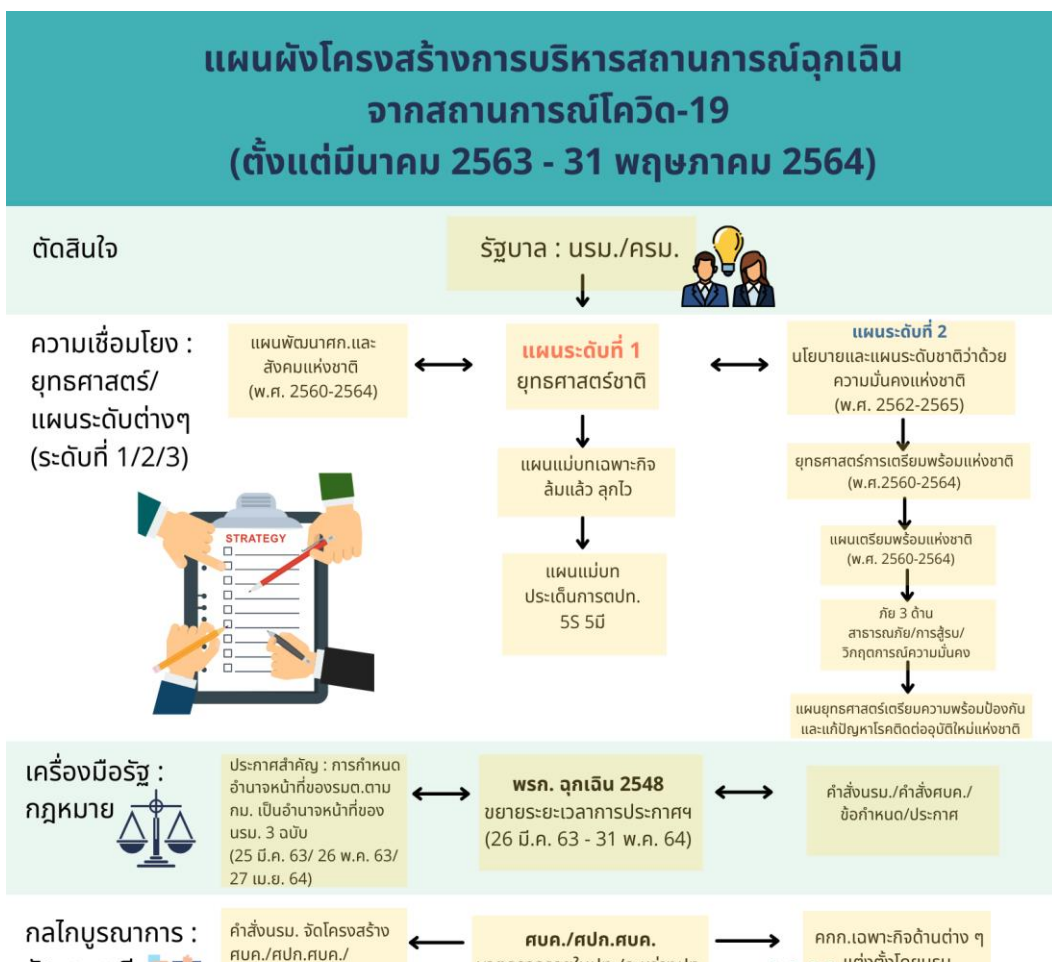 แผนผังโครงสร้างการบริหารสถานการณ์ฉุกเฉิน
จากสถานการณ์โควิด-19
(ตั้งแต่มีนาคม 2563 - 31 พฤษภาคม 2564)
ตัดสินใจ
รัฐบาล : นรม./ครม.
ความเชื่อมโยง :
ยุทธศาสตร์/
แผนระดับต่างๆ
(ระดับที่ 1/2/3)
แผนพัฒนาศก.และ
สังคมแห่งชาติ
(พ.ศ. 2560-2564)
แผนระดับที่ 1
ยุทธศาสตร์ชาติ
แผนระดับที่ 2
นโยบายและแผนระดับชาติว่าด้วย
ความมั่นคงแห่งชาติ
(พ.ศ. 2562-2565)
แผนแม่บทเฉพาะกิจ
ล้มแล้ว ลุกไว
แผนแม่บท
ประเด็นการตปท.
5S 5มี
ยุทธศาสตร์การเตรียมพร้อมแห่งชาติ
(พ.ศ.2560-2564)
แผนเตรียมพร้อมแห่งชาติ
(พ.ศ. 2560-2564)
ภัย 3 ด้าน
สาธารณภัย/การสู้รบ/
วิกฤตการณ์ความมั่นคง
แผนยุทธศาสตร์เตรียมความพร้อมป้องกัน
และแก้ปัญหาโรคติดต่ออุบัติใหม่แห่งชาติ
STRATEGY
เครื่องมือรัฐ :
กฎหมาย
ประกาศสำคัญ : การกำหนด
อำนาจหน้าที่ของรมต.ตาม
กม. เป็นอำนาจหน้าที่ของ
นรม. 3 ฉบับ
(25 มี.ค. 63/ 26 พ.ค. 63/
27 เม.ย. 64)
พรก. ฉุกเฉิน 2548
ขยายระยะเวลาการประกาศฯ
(26 มี.ค. 63 - 31 พ.ค. 64)
คำสั่งนรม./คำสั่งศบค./
ข้อกำหนด/ประกาศ
กลไกบูรณาการ :
คำสั่งนรม. จัดโครงสร้าง
ศบค./ศปก.ศบค./
ศบค./ศปก.ศบค.
คกก.เฉพาะกิจด้านต่าง ๆ
แต่งตั้งโดยนรม.